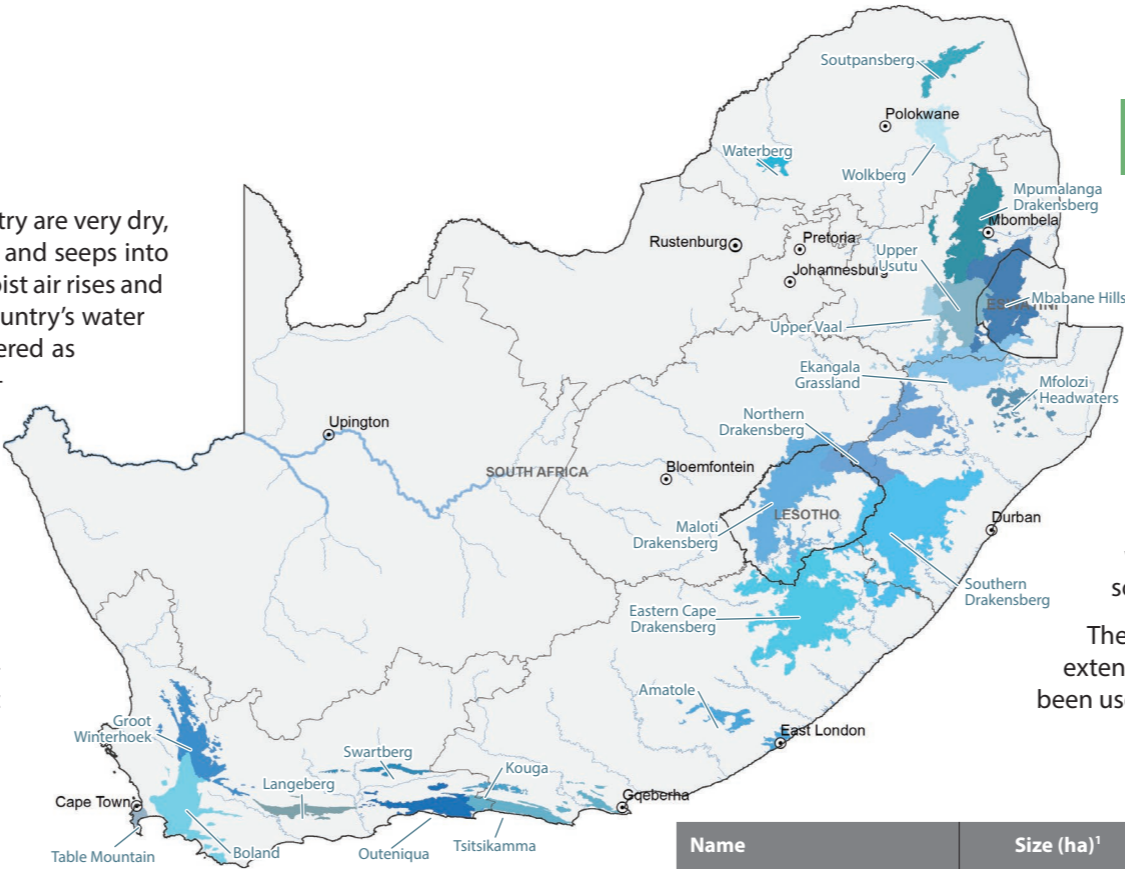 try are very dry,
and seeps into
oist air rises and
ountry's water
ered as
Soutpansberg
Polokwane
Waterberg
Wolkberg
Mpumalanga
Drakensberg
Mbombela
Rustenburg
Pretoria
Upper
Usutu
Johannesburg
ESWATINI
Mbabane Hills
Upper Vaal
Ekangala
Grassland
Mfolozi
Headwaters
Northern
Drakensberg
Upington
SOUTH AFRICA
Bloemfontein
LESOTHO
Durban
Maloti
Drakensberg
Southern
Drakensberg
Eastern Cape
Drakensberg
so
The
exten
been us
Amatole
East London
Groot
Winterhoek
Swartberg
Kouga
Langeberg
Gqeberha
Cape Town
Table Mountain
Boland
Outeniqua
Tsitsikamma
Name
Size (ha)¹